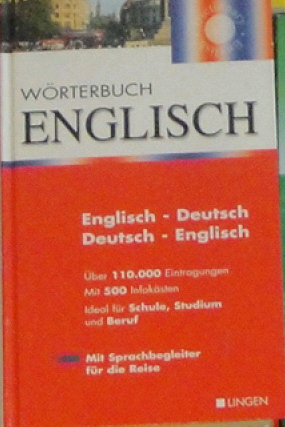 WÖRTERBUCH
ENGLISCH
Englisch - Deutsch
Deutsch - Englisch
Über 110.000 Eintragungen
Mit 500 Infokästen
Ideal für Schule, Studium
und Beruf
Mit Sprachbegleiter
für die Reise
LINGEN